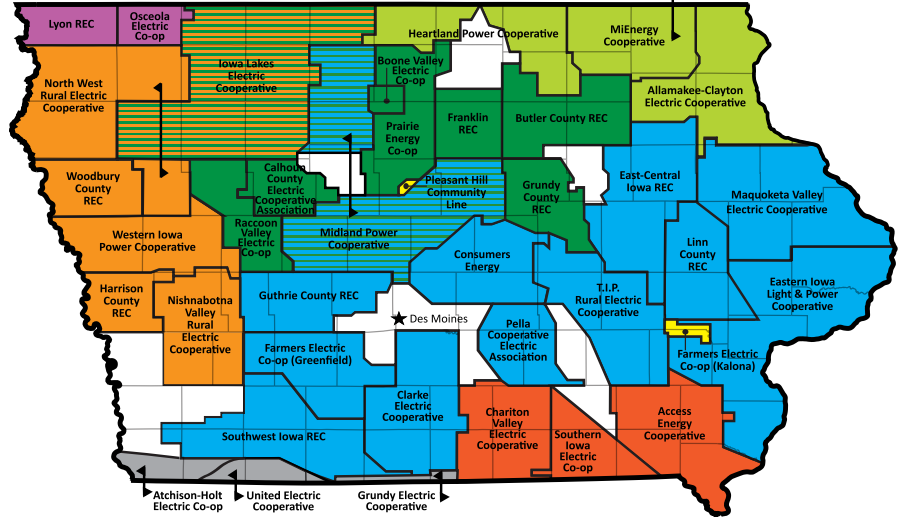 Lyon REC
Osceola
Electric
Co-op
Heartland Power Cooperative
MiEnergy
Cooperative
North West
Rural Electric
Cooperative
Iowa Lakes
Electric
Cooperative
Boone Valley
Electric
Co-op
Allamakee-Clayton
Electric Cooperative
Prairie
Energy
Co-op
Franklin
REC
Butler County REC
Woodbury
County
REC
Calhoun
County
Electric
Cooperative
Association
Pleasant Hill
Community
Line
Grundy
County
REC
East-Central
Iowa REC
Maquoketa Valley
Electric Cooperative
Western Iowa
Power Cooperative
Raccoon
Valley
Electric
Co-op
Midland Power
Cooperative
Consumers
Energy
Linn
County
REC
Harrison
County
REC
Nishnabotna
Valley
Rural
Electric
Cooperative
Guthrie County REC
T.I.P.
Rural Electric
Cooperative
Eastern Iowa
Light & Power
Cooperative
Des Moines
Pella
Cooperative
Electric
Association
Farmers Electric
Co-op (Greenfield)
Farmers Electric
Co-op (Kalona)
Clarke
Electric
Cooperative
Southwest Iowa REC
Chariton
Valley
Electric
Cooperative
Southern
Iowa
Electric
Co-op
Access
Energy
Cooperative
Atchison-Holt
Electric Co-op
United Electric
Cooperative
Grundy Electric
Cooperative